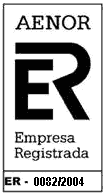 AENOR
ER
Empresa
Registrada
ER - 0082/2004